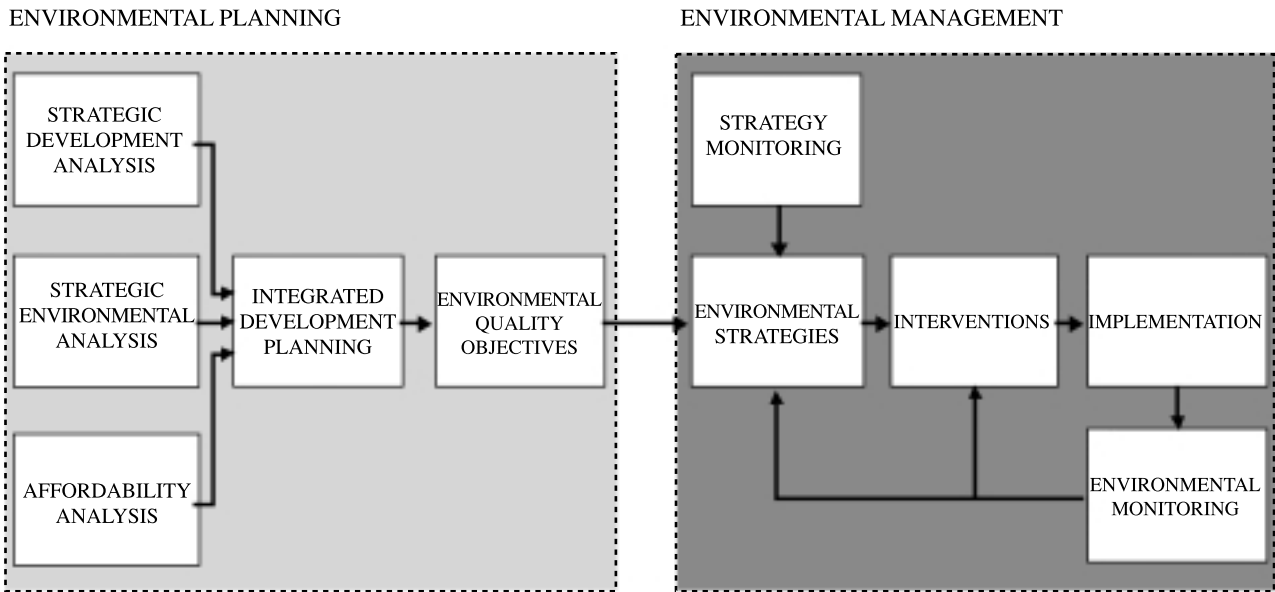 ENVIRONMENTAL PLANNING
STRATEGIC
DEVELOPMENT
ANALYSIS
STRATEGIC
ENVIRONMENTAL
ANALYSIS
AFFORDABILITY
ANALYSIS
INTEGRATED
DEVELOPMENT
PLANNING
ENVIRONMENTAL
QUALITY
OBJECTIVES
ENVIRONMENTAL MANAGEMENT
STRATEGY
MONITORING
ENVIRONMENTAL
STRATEGIES
INTERVENTIONS
IMPLEMENTATION
ENVIRONMENTAL
MONITORING